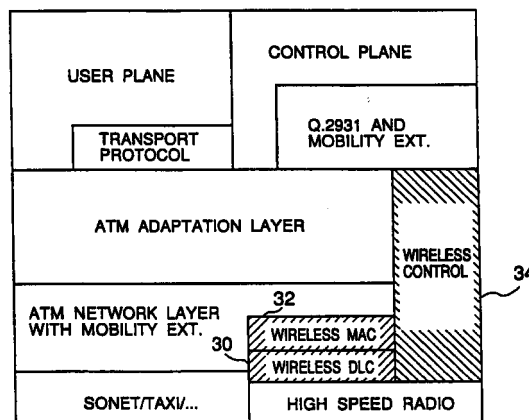 USER PLANE
CONTROL PLANE
TRANSPORT
PROTOCOL
Q.2931 AND
MOBILITY EXT.
ATM ADAPTATION LAYER
WIRELESS
CONTROL
34
ATM NETWORK LAYER
WITH MOBILITY EXT.
32
WIRELESS MAC
30
WIRELESS DLC
SONET/TAXI/...
HIGH SPEED RADIO